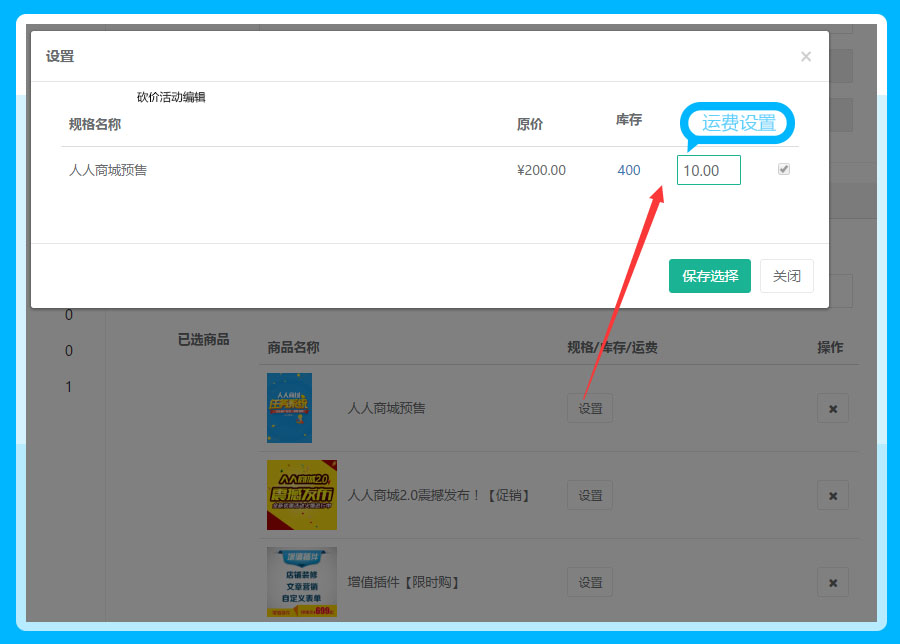 设置 ×
砍价活动编辑
规格名称 原价 库存 运费设置
人人商城预售 ¥200.00 400 10.00
保存选择 关闭
0
0
1
已选商品 商品名称 规格/库存/运费 操作
人人商城
任务系统
人人商城预售 设置
人人商城2.0
震撼发布
人人商城2.0震撼发布！【促销】 设置
增值插件
店铺装修
文章营销
自定义表单
699
增值插件【限时购】 设置